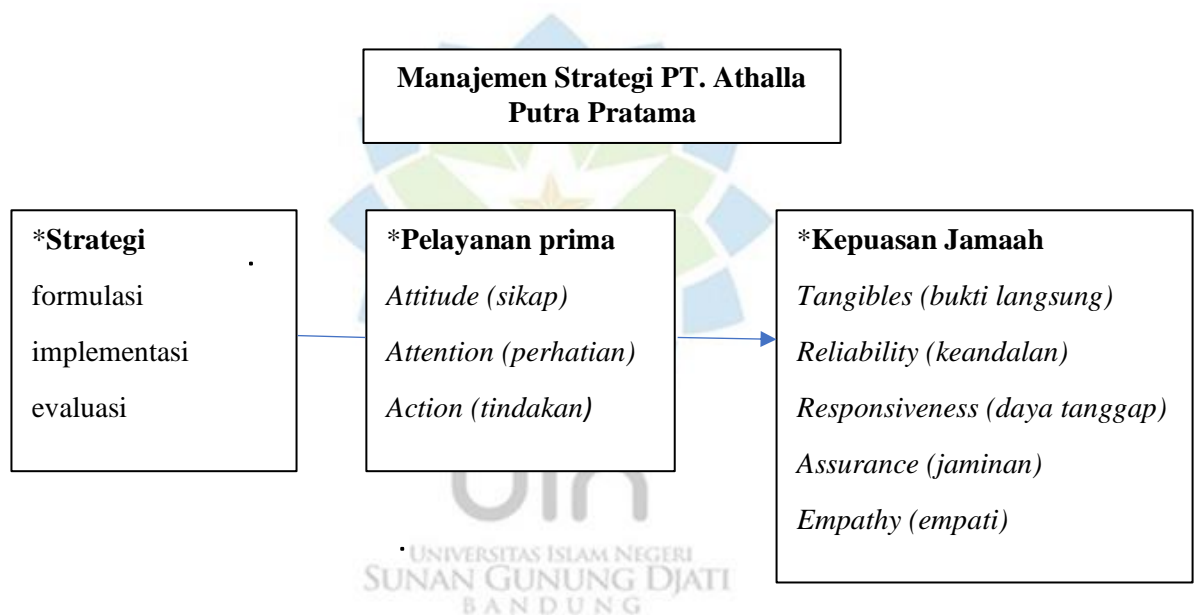 Manajemen Strategi PT. Athalla
Putra Pratama
*Strategi
formulasi
implementasi
evaluasi
*Pelayanan prima
Attitude (sikap)
Attention (perhatian)
Action (tindakan)
*Kepuasan Jamaah
Tangibles (bukti langsung)
Reliability (keandalan)
Responsiveness (daya tanggap)
Assurance (jaminan)
Empathy (empati)
uin
UNIVERSITAS ISLAM NEGERI
SUNAN GUNUNG DJATI
BANDUNG